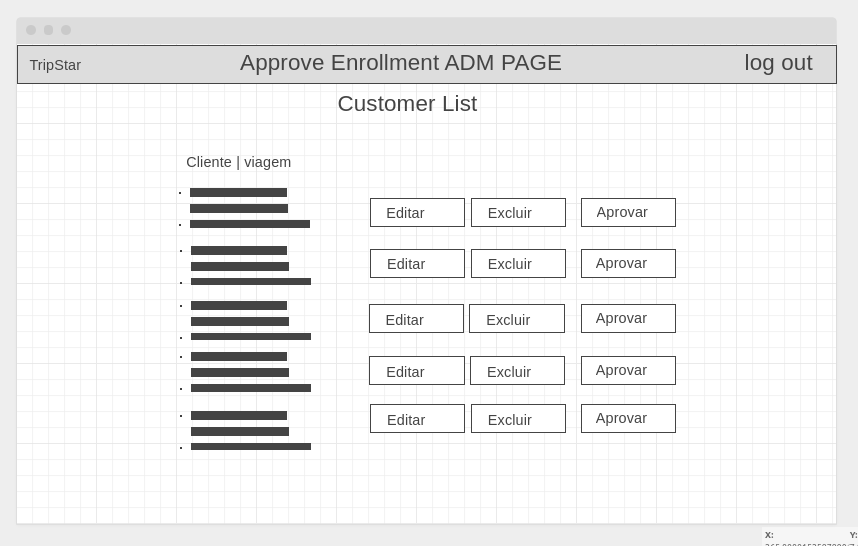 TripStar Approve Enrollment ADM PAGE log out
Customer List
Cliente | viagem
Editar Excluir Aprovar
Editar Excluir Aprovar
Editar Excluir Aprovar
Editar Excluir Aprovar
Editar Excluir Aprovar
X: Y: